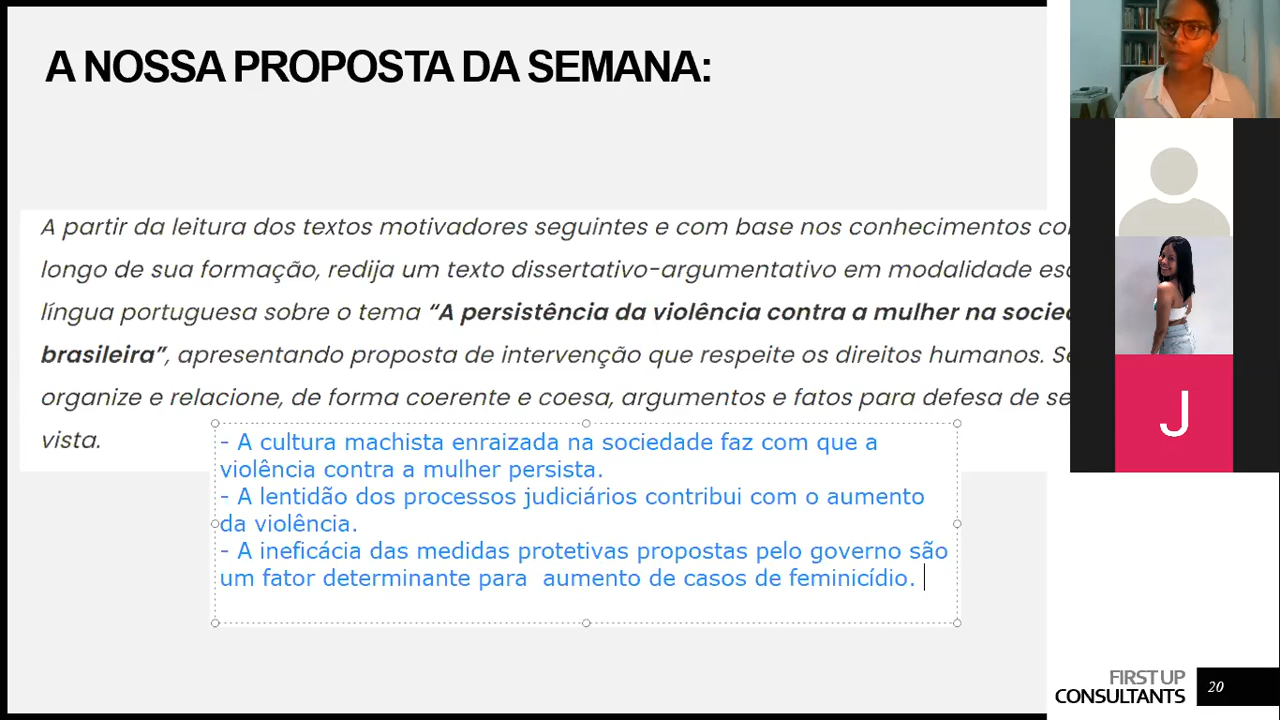 A NOSSA PROPOSTA DA SEMANA:
A partir da leitura dos textos motivadores seguintes e com base nos conhecimentos
longo de sua formação, redija um texto dissertativo-argumentativo em modalidade
língua portuguesa sobre o tema “A persistência da violência contra a mulher na
brasileira”, apresentando proposta de intervenção que respeite os direitos humanos.
organize e relacione, de forma coerente e coesa, argumentos e fatos para defesa de
vista.
- A cultura machista enraizada na sociedade faz com que a
violência contra a mulher persista.
- A lentidão dos processos judiciários contribui com o aumento
da violência.
- A ineficácia das medidas protetivas propostas pelo governo são
um fator determinante para aumento de casos de feminicídio.
J
FIRST UP
CONSULTANTS
20